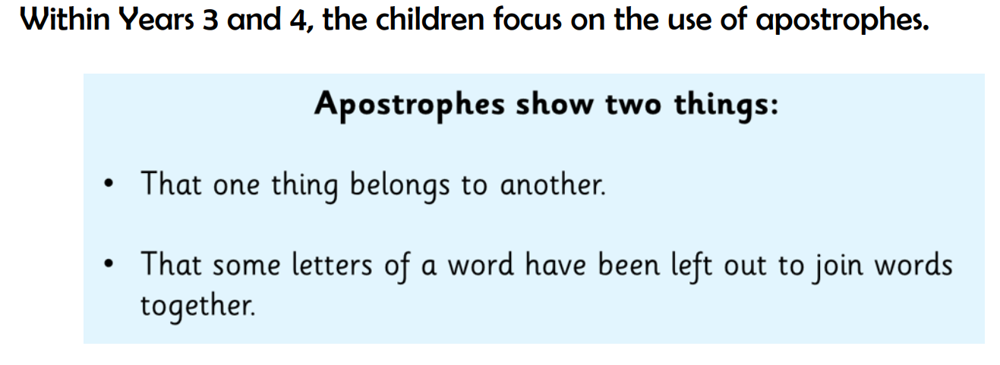 Within Years 3 and 4, the children focus on the use of apostrophes.
Apostrophes show two things:
• That one thing belongs to another.
• That some letters of a word have been left out to join words
together.